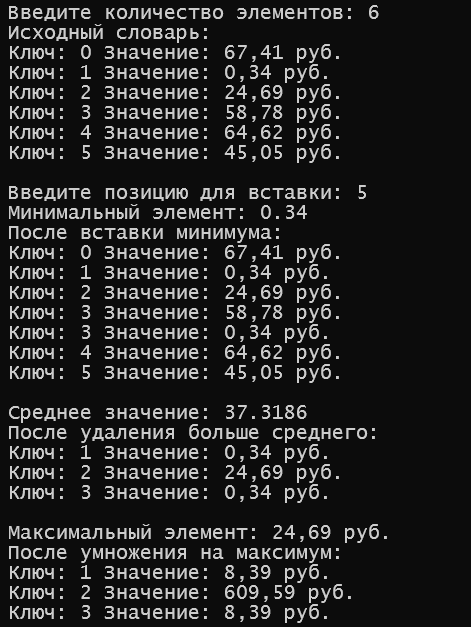 Введите количество элементов: 6
Исходный словарь:
Ключ: 0 Значение: 67,41 руб.
Ключ: 1 Значение: 0,34 руб.
Ключ: 2 Значение: 24,69 руб.
Ключ: 3 Значение: 58,78 руб.
Ключ: 4 Значение: 64,62 руб.
Ключ: 5 Значение: 45,05 руб.
Введите позицию для вставки: 5
Минимальный элемент: 0.34
После вставки минимума:
Ключ: 0 Значение: 67,41 руб.
Ключ: 1 Значение: 0,34 руб.
Ключ: 2 Значение: 24,69 руб.
Ключ: 3 Значение: 58,78 руб.
Ключ: 3 Значение: 0,34 руб.
Ключ: 4 Значение: 64,62 руб.
Ключ: 5 Значение: 45,05 руб.
Среднее значение: 37.3186
После удаления больше среднего:
Ключ: 1 Значение: 0,34 руб.
Ключ: 2 Значение: 24,69 руб.
Ключ: 3 Значение: 0,34 руб.
Максимальный элемент: 24,69 руб.
После умножения на максимум:
Ключ: 1 Значение: 8,39 руб.
Ключ: 2 Значение: 609,59 руб.
Ключ: 3 Значение: 8,39 руб.